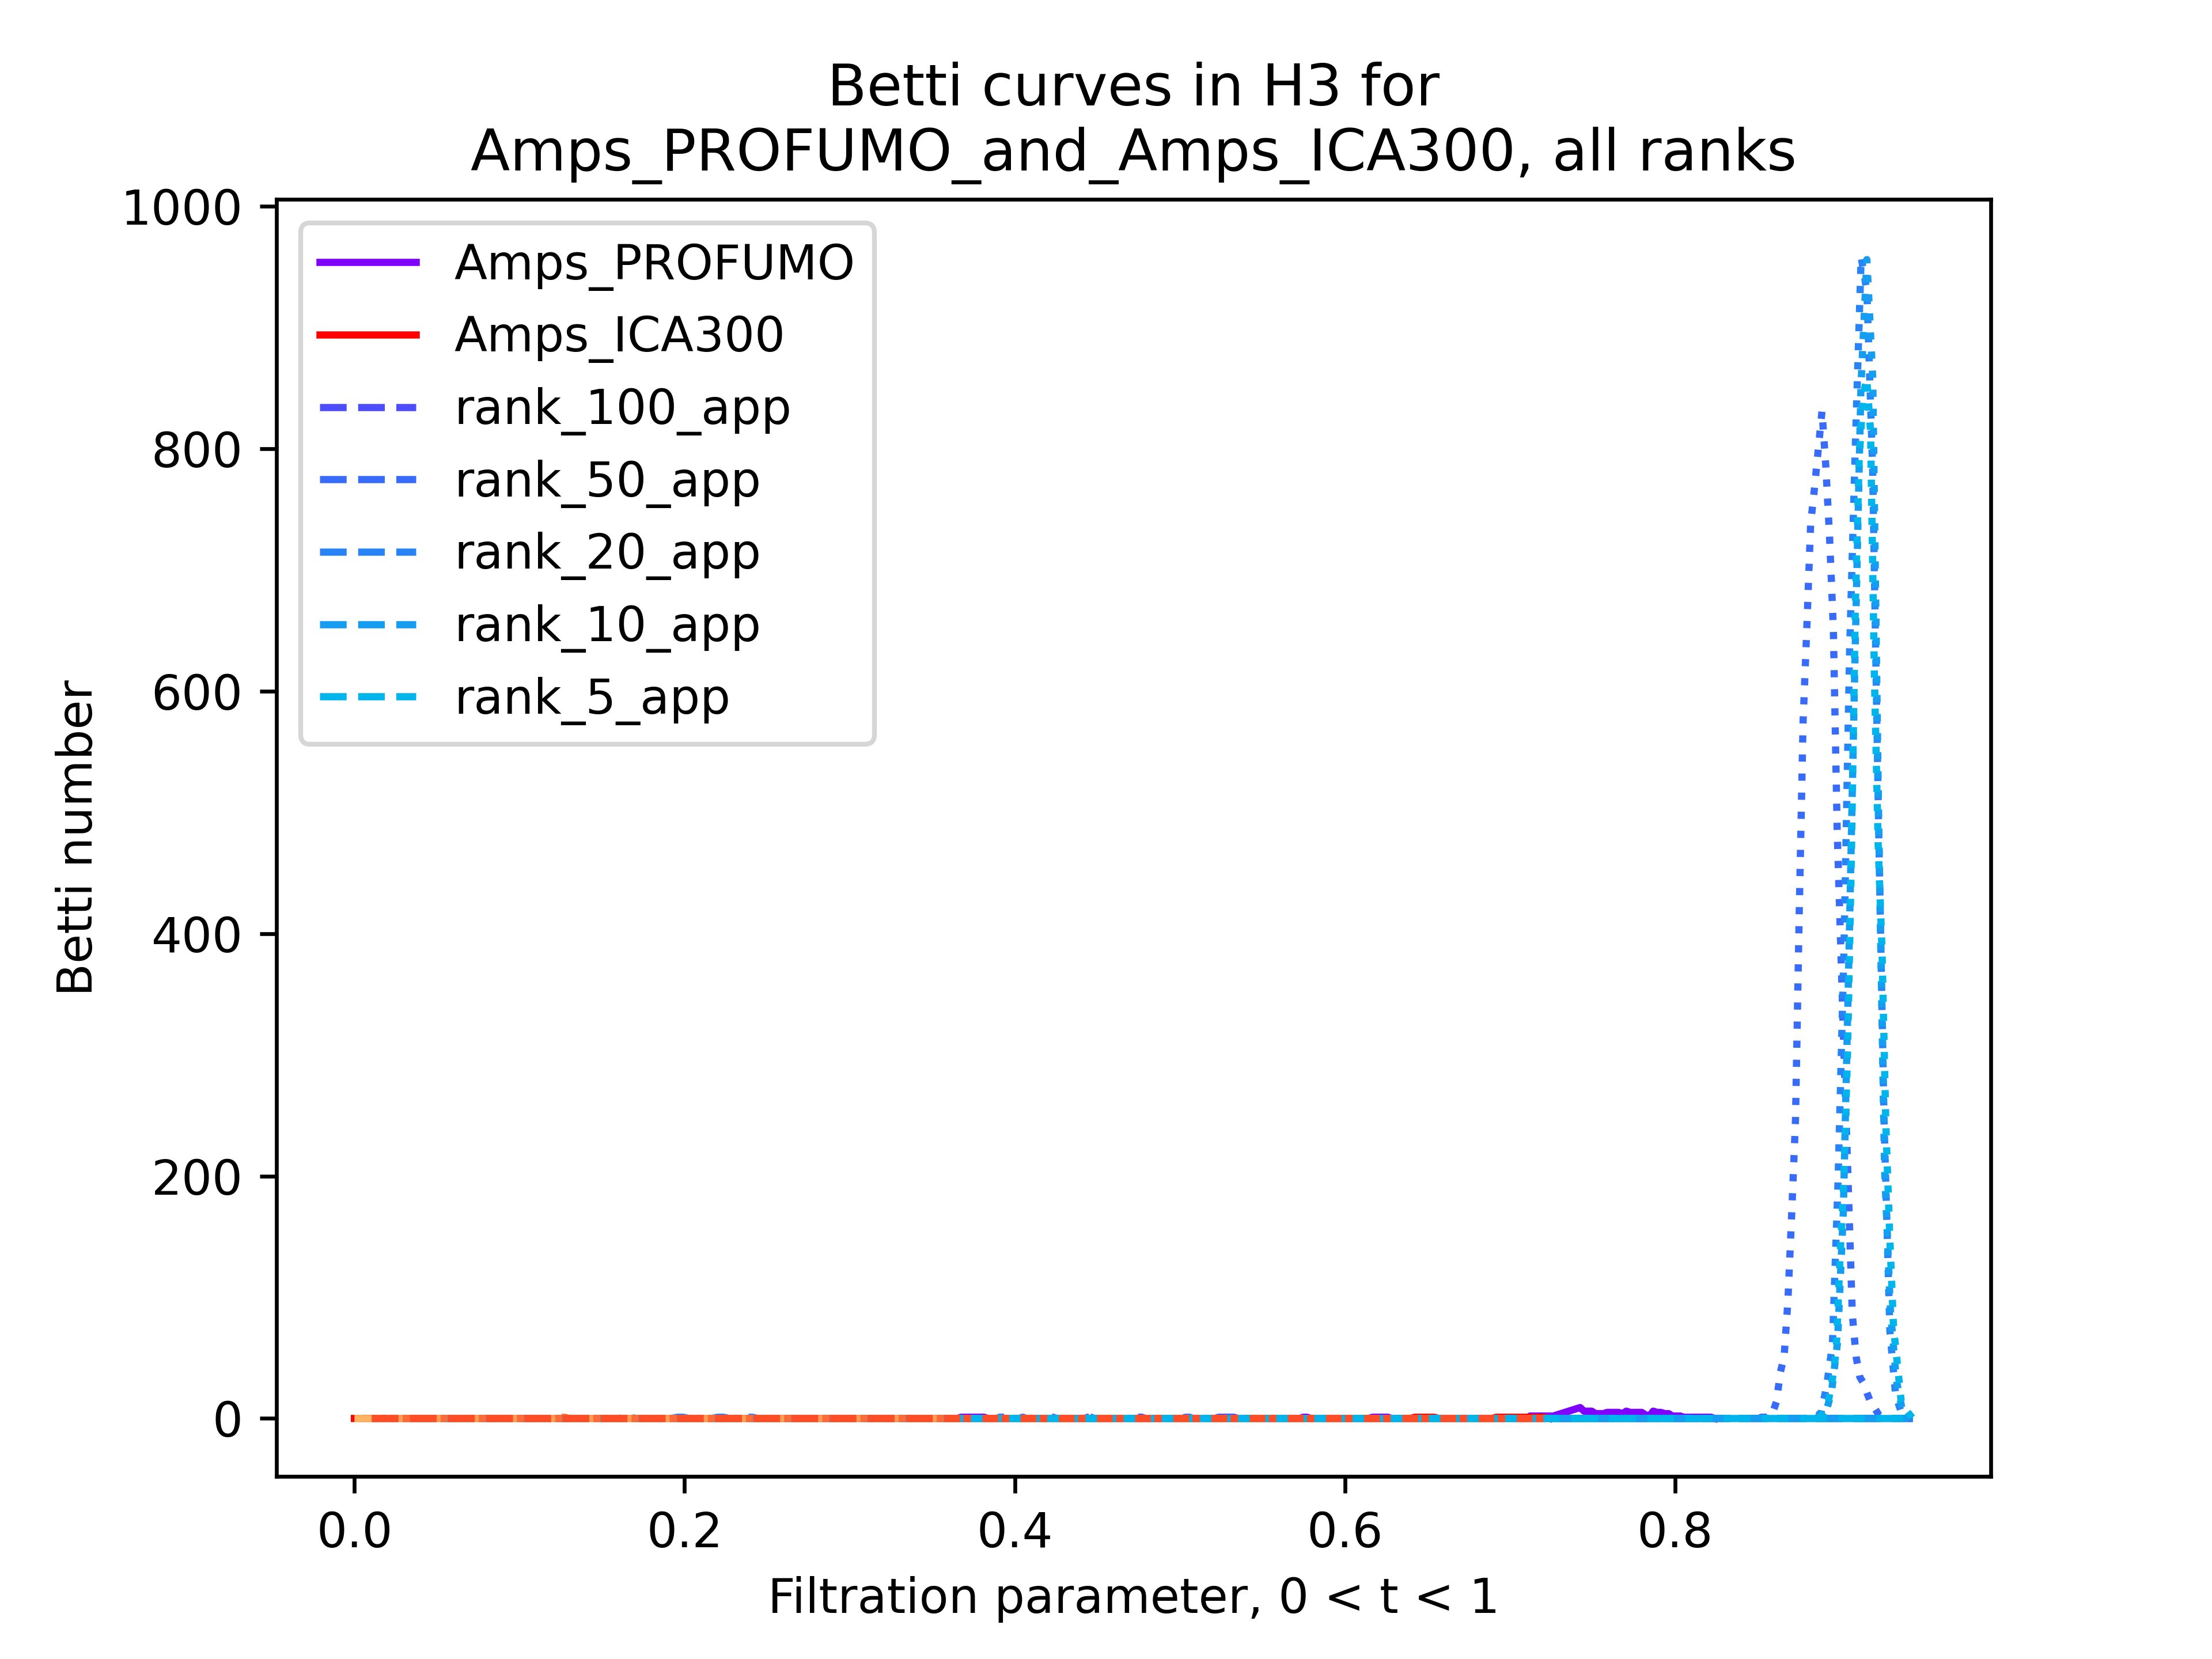 Betti curves in H3 for
Amps_PROFUMO_and_Amps_ICA300, all ranks
1000
800
600
400
200
0
Betti number
Amps_PROFUMO
Amps_ICA300
rank_100_app
rank_50_app
rank_20_app
rank_10_app
rank_5_app
0.0 0.2 0.4 0.6 0.8
Filtration parameter, 0 < t < 1